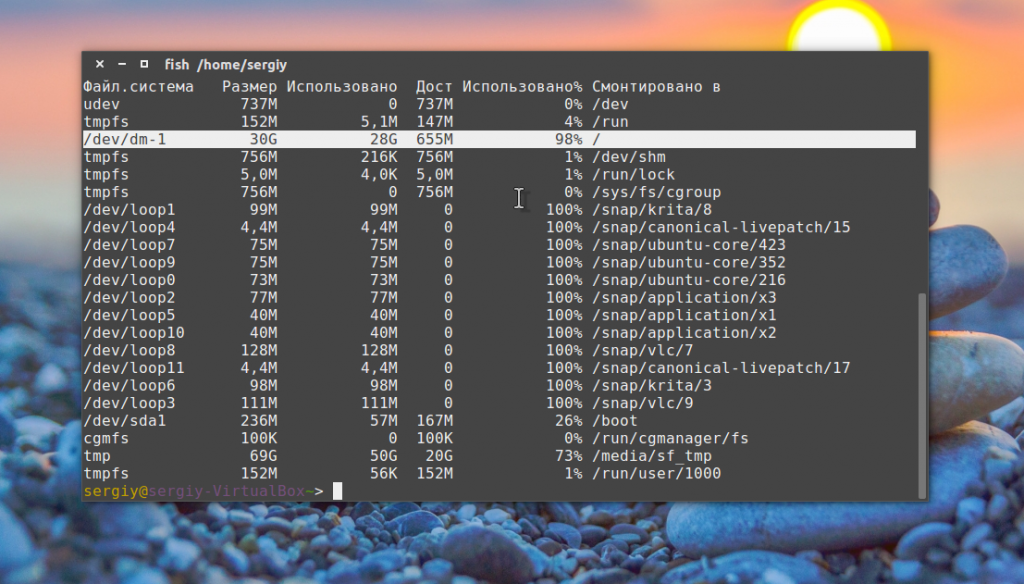 fish /home/sergiy
Файл.система Размер Использовано Дост Использовано% Смонтировано в
udev 737M 0 737M 0% /dev
tmpfs 152M 5,1M 147M 4% /run
/dev/dm-1 30G 28G 655M 98% /
tmpfs 756M 216K 756M 1% /dev/shm
tmpfs 5,0M 4,0K 5,0M 1% /run/lock
tmpfs 756M 0 756M 0% /sys/fs/cgroup
/dev/loop1 99M 99M 0 100% /snap/krita/8
/dev/loop4 4,4M 4,4M 0 100% /snap/canonical-livepatch/15
/dev/loop7 75M 75M 0 100% /snap/ubuntu-core/423
/dev/loop9 75M 75M 0 100% /snap/ubuntu-core/352
/dev/loop0 73M 73M 0 100% /snap/ubuntu-core/216
/dev/loop2 77M 77M 0 100% /snap/application/x3
/dev/loop5 40M 40M 0 100% /snap/application/x1
/dev/loop10 40M 40M 0 100% /snap/application/x2
/dev/loop8 128M 128M 0 100% /snap/vlc/7
/dev/loop11 4,4M 4,4M 0 100% /snap/canonical-livepatch/17
/dev/loop6 98M 98M 0 100% /snap/krita/3
/dev/loop3 111M 111M 0 100% /snap/vlc/9
/dev/sda1 236M 57M 167M 26% /boot
cgmfs 100K 0 100K 0% /run/cgmanager/fs
tmp 69G 50G 20G 73% /media/sf_tmp
tmpfs 152M 56K 152M 1% /run/user/1000
sergiy@sergiy-VirtualBox~>